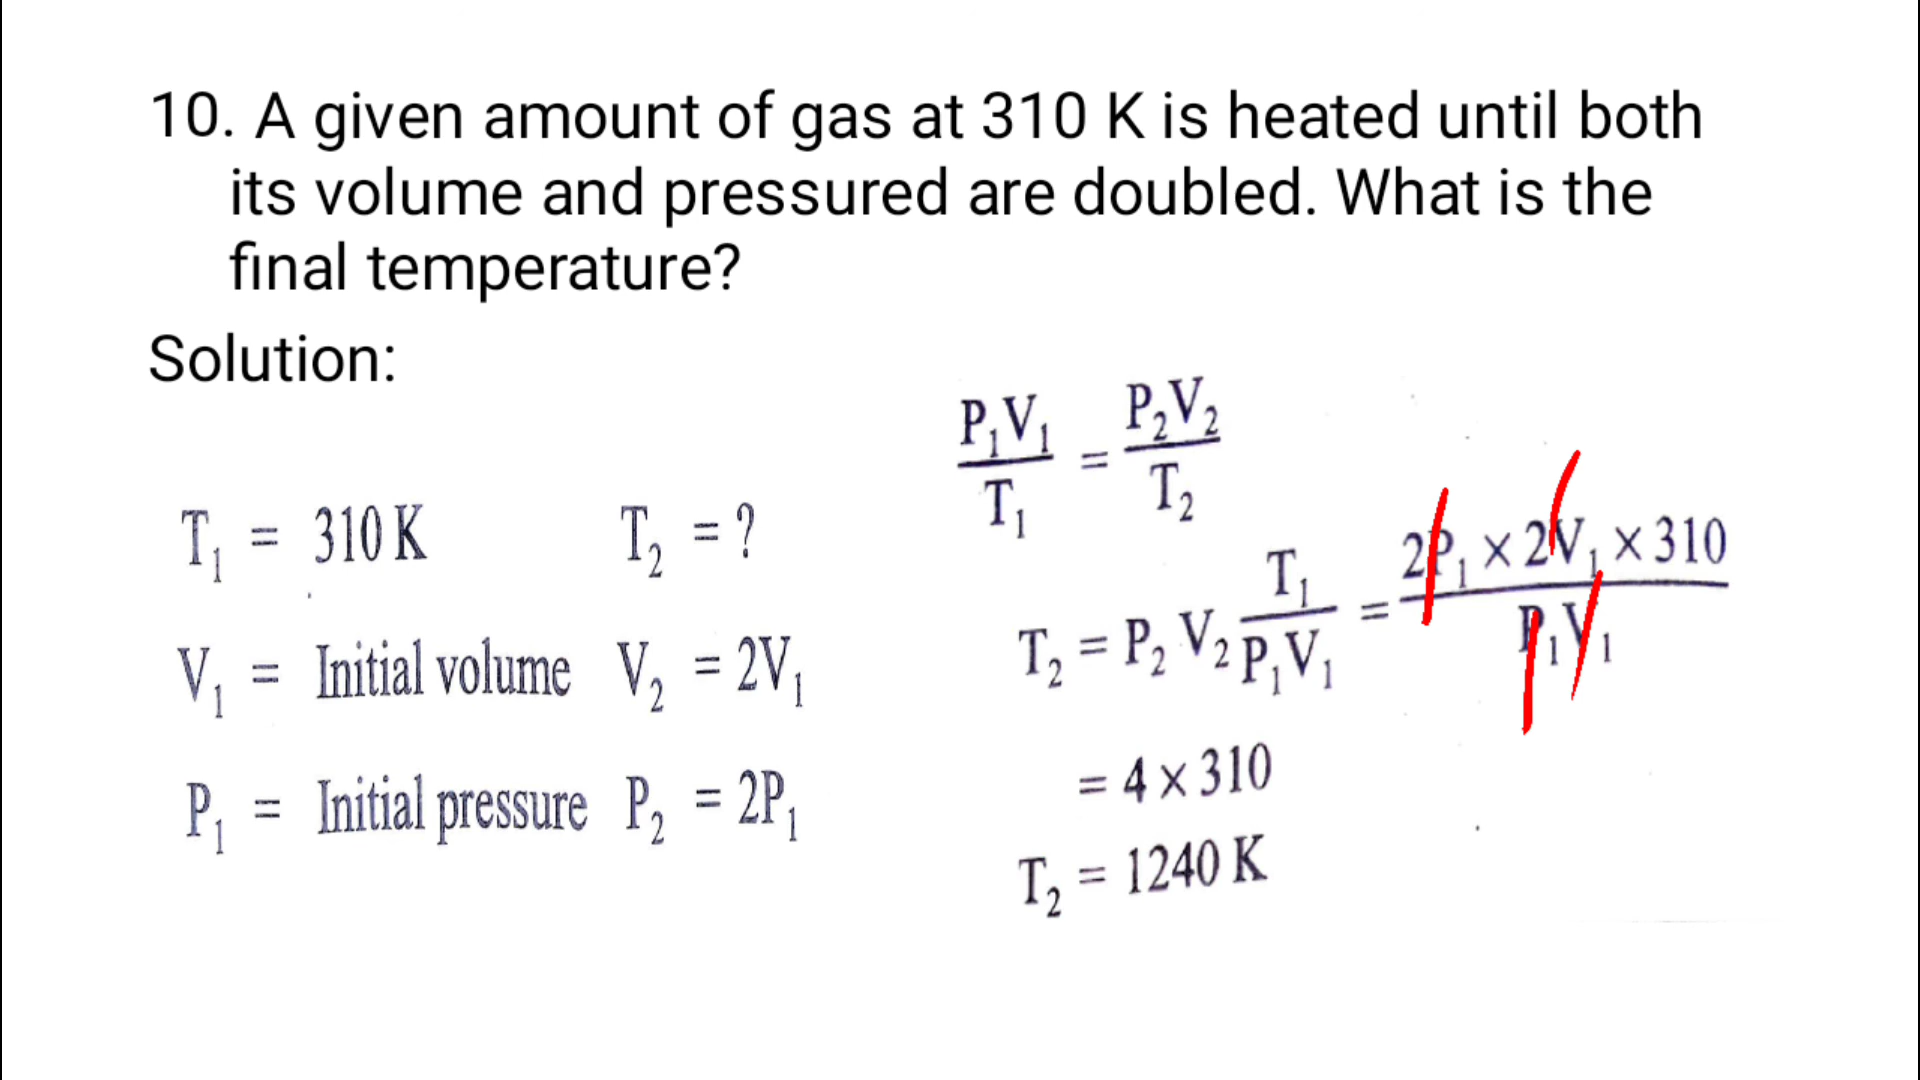 10. A given amount of gas at 310 K is heated until both
its volume and pressured are doubled. What is the
final temperature?
Solution:
P₁V₁/T₁ = P₂V₂/T₂
T₁ = 310 K T₂ = ?
V₁ = Initial volume V₂ = 2V₁
P₁ = Initial pressure P₂ = 2P₁
T₂ = P₂ V₂ T₁/P₁V₁ = 2P₁ × 2V₁ × 310/P₁V₁
= 4 × 310
T₂ = 1240 K